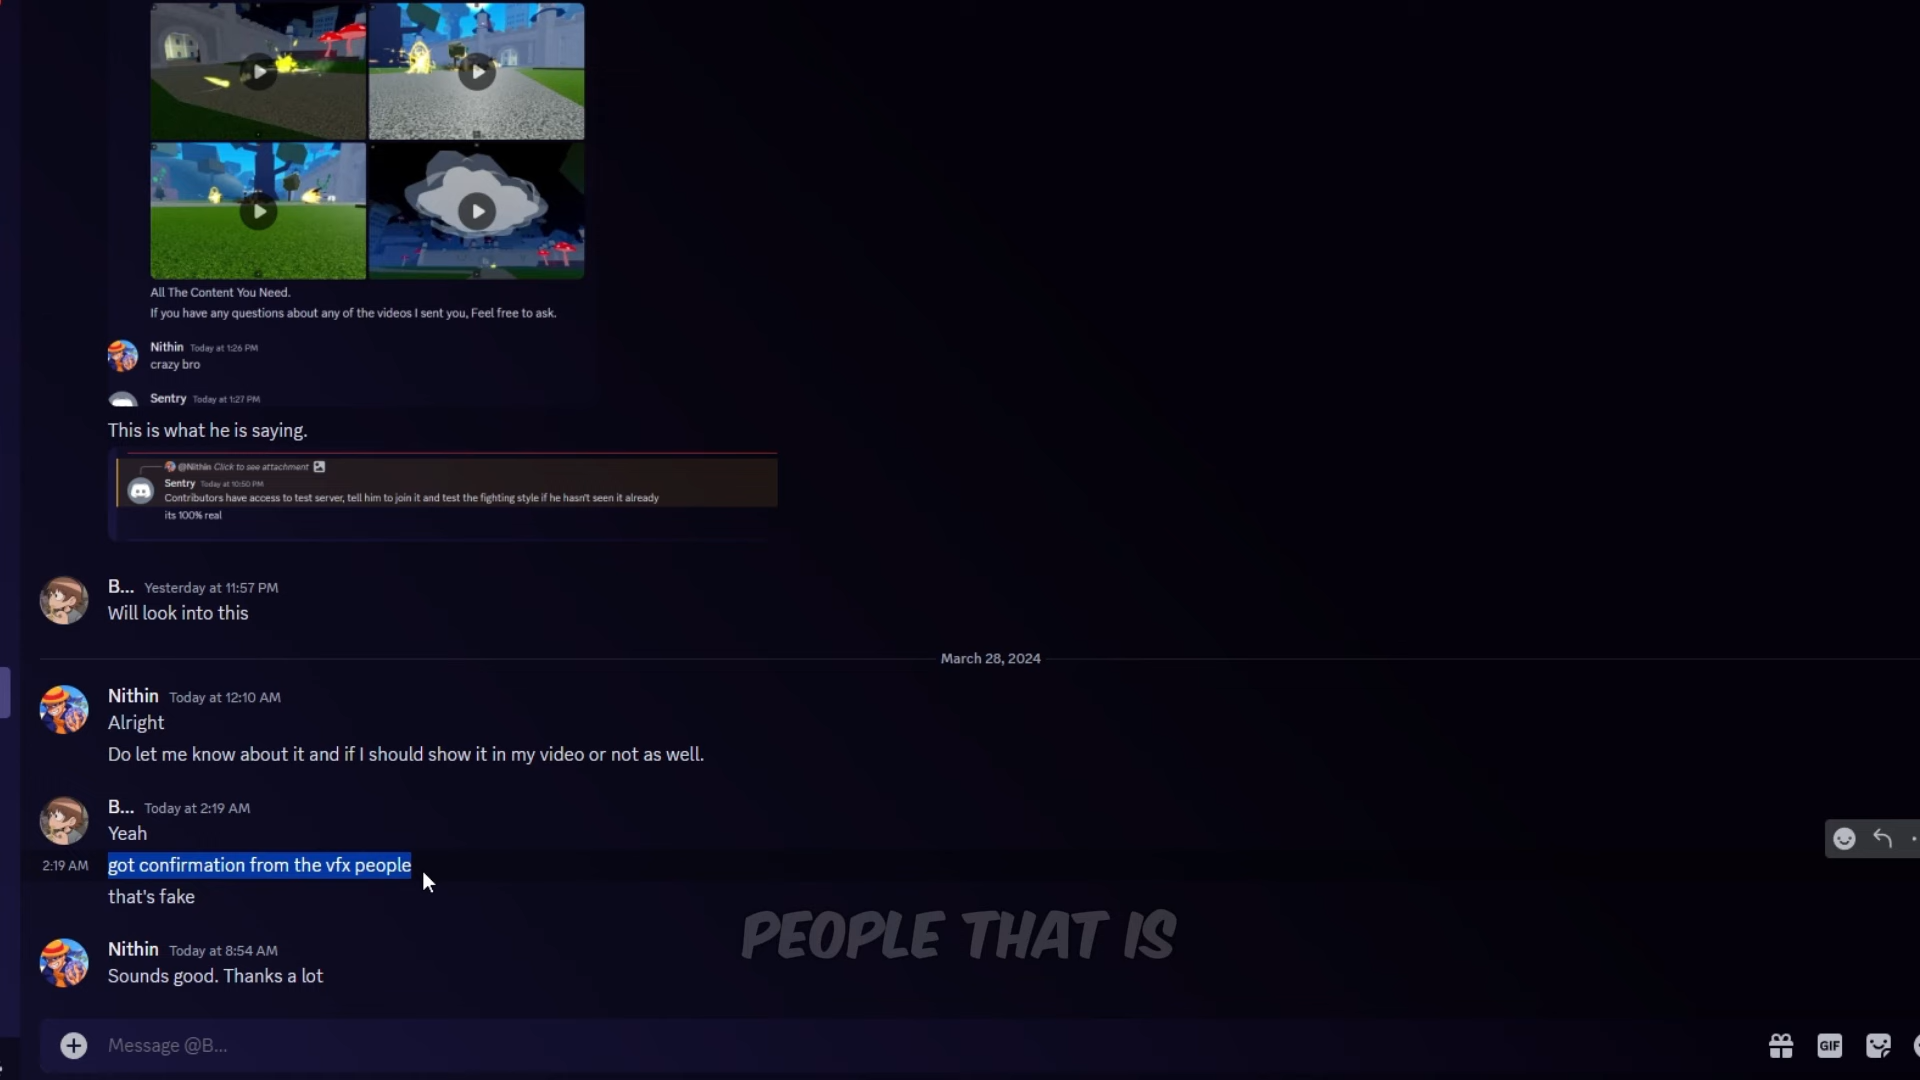 All The Content You Need.
If you have any questions about any of the videos I sent you, Feel free to ask.
Nithin Today at 1:26 PM
crazy bro
Sentry Today at 1:27 PM
This is what he is saying.
@Nithin Click to see attachment
Sentry Today at 10:50 PM
Contributors have access to test server, tell him to join it and test the fighting style if he hasn't seen it already
its 100% real
B... Yesterday at 11:57 PM
Will look into this
March 28, 2024
Nithin Today at 12:10 AM
Alright
Do let me know about it and if I should show it in my video or not as well.
B... Today at 2:19 AM
Yeah
2:19 AM got confirmation from the vfx people
that's fake
PEOPLE THAT IS
Nithin Today at 8:54 AM
Sounds good. Thanks a lot
Message @B...
GIF